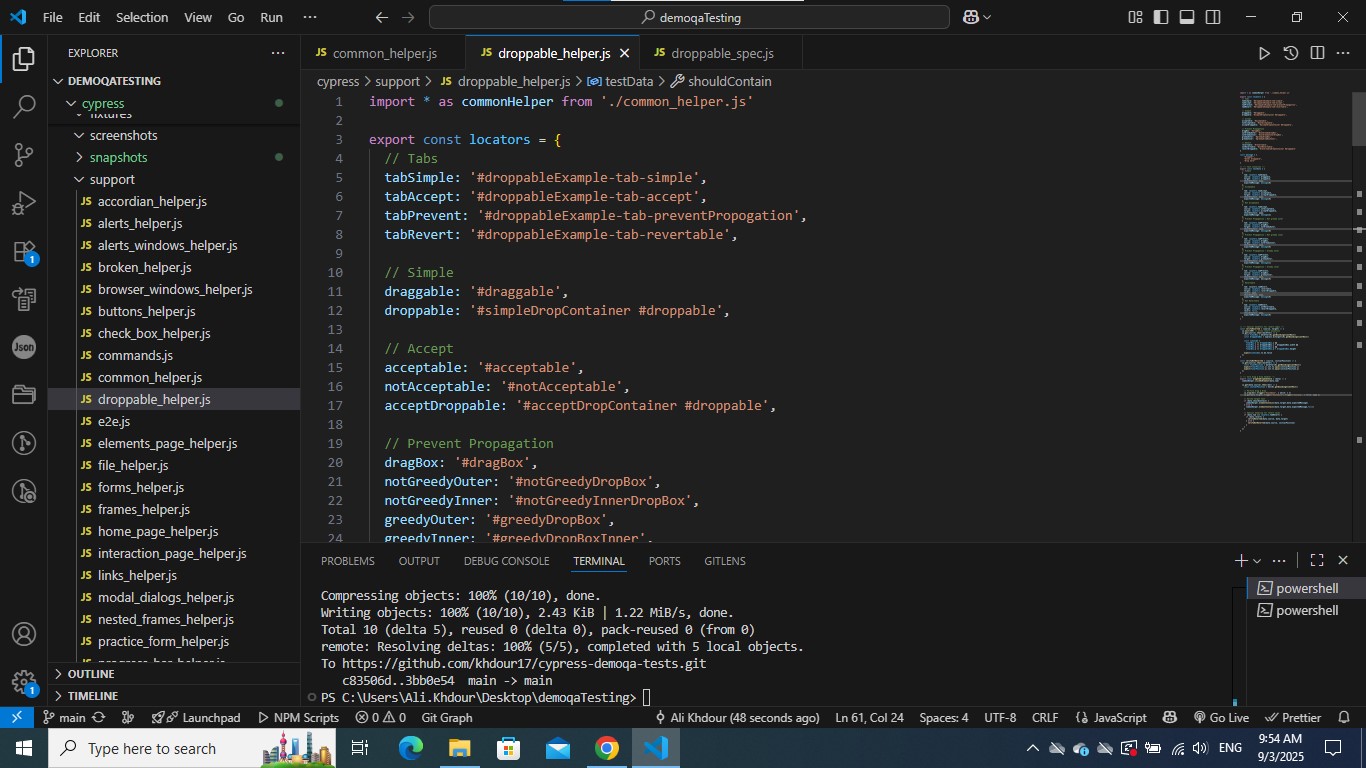 File Edit Selection View Go Run ··· demoqaTesting
EXPLORER
DEMOQATESTING
cypress
fixtures
screenshots
snapshots
support
JS accordian_helper.js
JS alerts_helper.js
JS alerts_windows_helper.js
JS broken_helper.js
JS browser_windows_helper.js
JS buttons_helper.js
JS check_box_helper.js
JS commands.js
JS common_helper.js
JS droppable_helper.js
JS e2e.js
JS elements_page_helper.js
JS file_helper.js
JS forms_helper.js
JS frames_helper.js
JS home_page_helper.js
JS interaction_page_helper.js
JS links_helper.js
JS modal_dialogs_helper.js
JS nested_frames_helper.js
JS practice_form_helper.js
OUTLINE
TIMELINE
1
Json
1
JS common_helper.js JS droppable_helper.js JS droppable_spec.js
cypress > support > JS droppable_helper.js > testData > shouldContain
1 import * as commonHelper from './common_helper.js'
2
3 export const locators = {
4 // Tabs
5 tabSimple: '#droppableExample-tab-simple',
6 tabAccept: '#droppableExample-tab-accept',
7 tabPrevent: '#droppableExample-tab-preventPropogation',
8 tabRevert: '#droppableExample-tab-revertable',
9
10 // Simple
11 draggable: '#draggable',
12 droppable: '#simpleDropContainer #droppable',
13
14 // Accept
15 acceptable: '#acceptable',
16 notAcceptable: '#notAcceptable',
17 acceptDroppable: '#acceptDropContainer #droppable',
18
19 // Prevent Propagation
20 dragBox: '#dragBox',
21 notGreedyOuter: '#notGreedyDropBox',
22 notGreedyInner: '#notGreedyInnerDropBox',
23 greedyOuter: '#greedyDropBox',
24 greedyInner: '#greedyDropBoxInner',
PROBLEMS OUTPUT DEBUG CONSOLE TERMINAL PORTS GITLENS
Compressing objects: 100% (10/10), done.
Writing objects: 100% (10/10), 2.43 KiB | 1.22 MiB/s, done.
Total 10 (delta 5), reused 0 (delta 0), pack-reused 0 (from 0)
remote: Resolving deltas: 100% (5/5), completed with 5 local objects.
To https://github.com/khdour17/cypress-demoqa-tests.git
c83506d..3bb0e54 main -> main
PS C:\Users\Ali.Khdour\Desktop\demoqaTesting>
powershell
powershell
main Launchpad NPM Scripts 0 0 Git Graph Ali Khdour (48 seconds ago) Ln 61, Col 24 Spaces: 4 UTF-8 CRLF {} JavaScript Go Live Prettier
Type here to search ENG 9:54 AM
9/3/2025